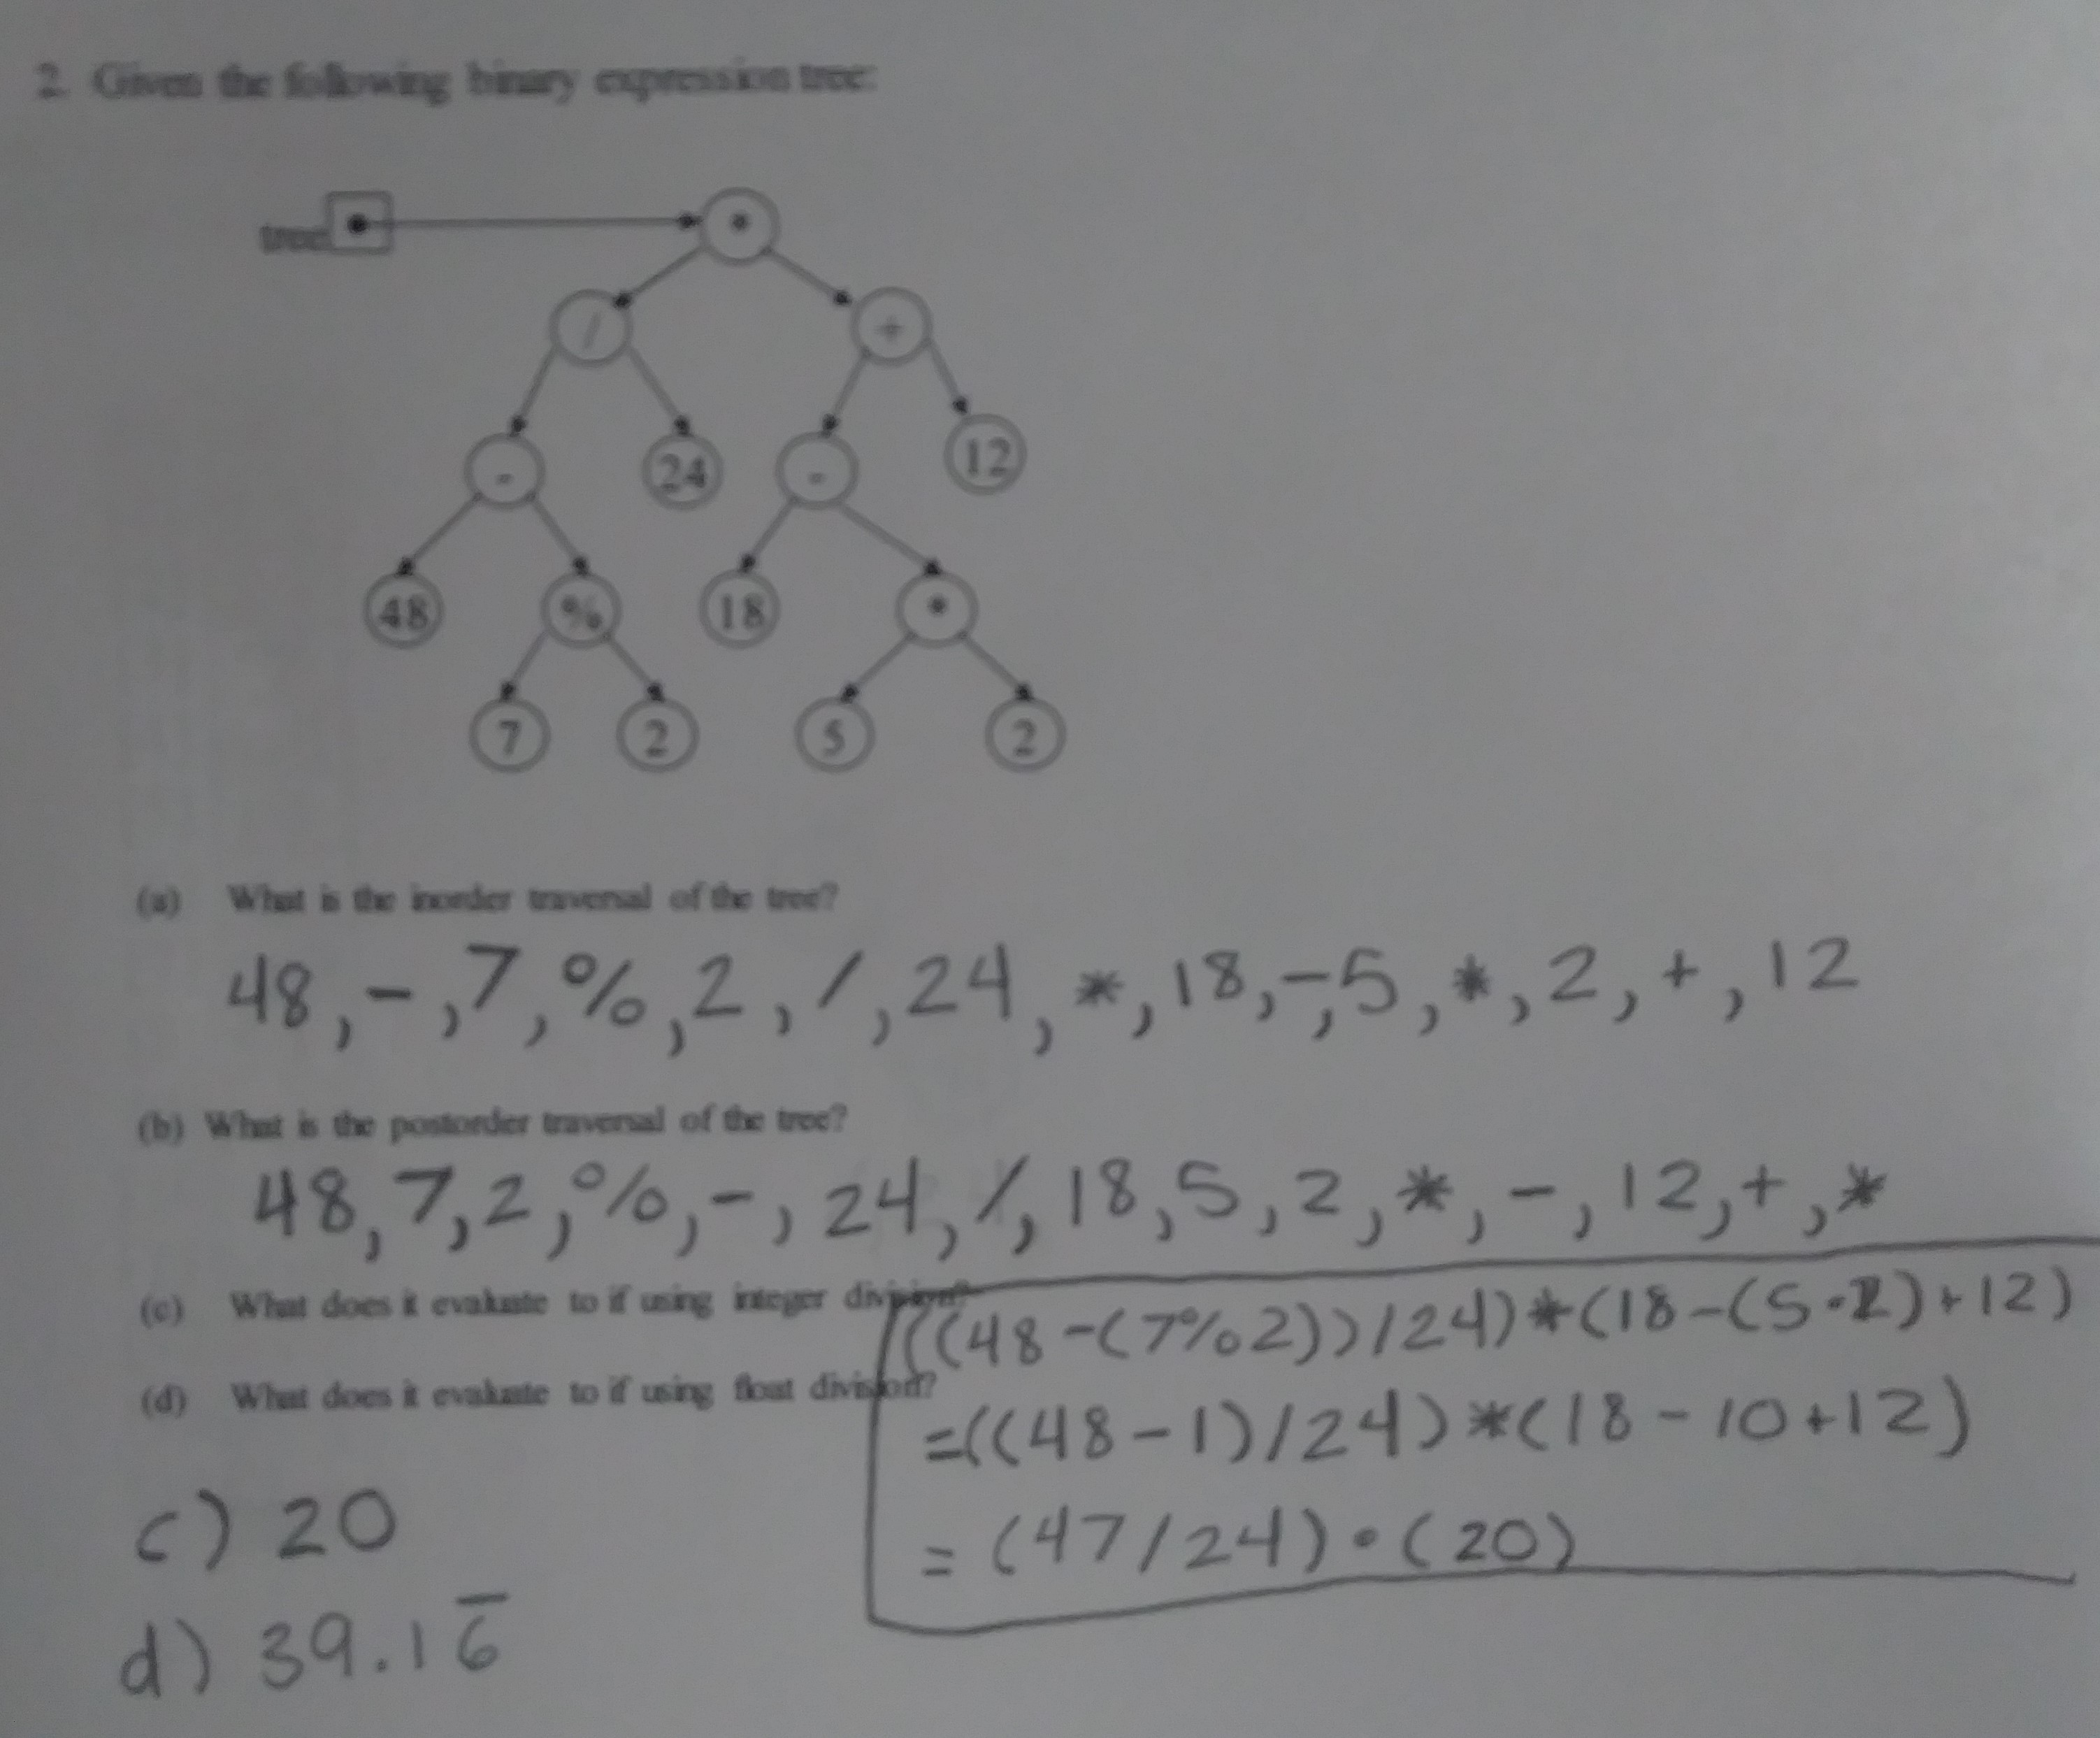 2. Given the following binary expression tree:
tree
*
/ +
- 24 - 12
48 % 18 *
7 2 5 2
(a) What is the inorder traversal of the tree?
48, -, 7, %, 2, /, 24, *, 18, -, 5, *, 2, +, 12
(b) What is the postorder traversal of the tree?
48, 7, 2, %, -, 24, /, 18, 5, 2, *, -, 12, +, *
(c) What does it evaluate to if using integer division?
(d) What does it evaluate to if using float division?
((48-(7%2))/24)*(18-(5·2)+12)
=((48-1)/24)*(18-10+12)
=(47/24)·(20)
c) 20
d) 39.16̅